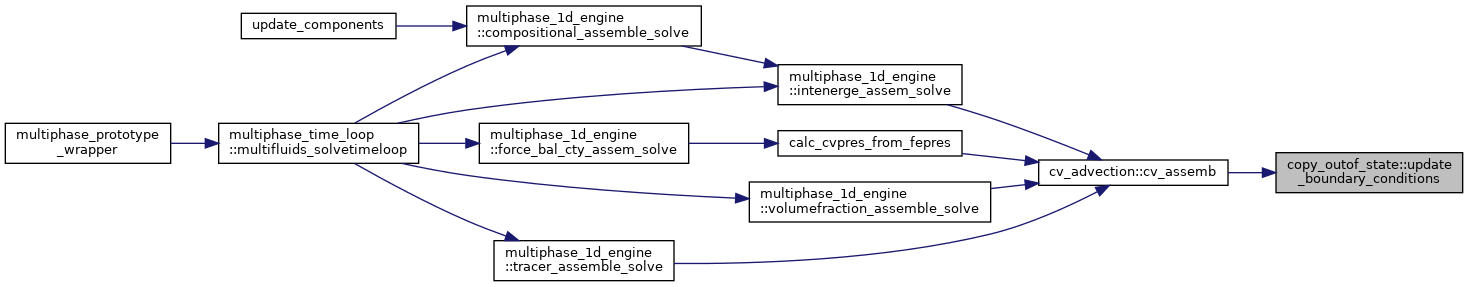 update_components
multiphase_1d_engine
::compositional_assemble_solve
multiphase_1d_engine
::intenerge_assem_solve
multiphase_prototype
_wrapper
multiphase_time_loop
::multifluids_solvetimeloop
multiphase_1d_engine
::force_bal_cty_assem_solve
calc_cvpres_from_fepres
cv_advection::cv_assemb
copy_outof_state::update
_boundary_conditions
multiphase_1d_engine
::volumefraction_assemble_solve
multiphase_1d_engine
::tracer_assemble_solve